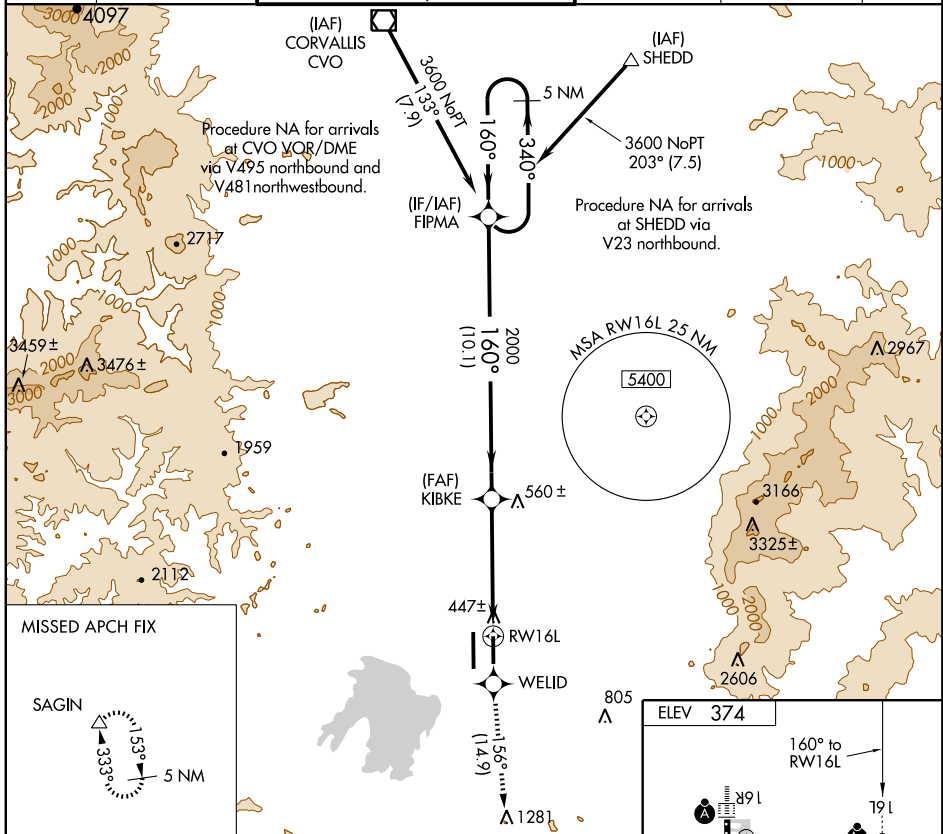 3000
4097
2000
2000
1000
(IAF)
CORVALLIS
CVO
(IAF)
SHEDD
3600 NoPT
133°
(7.9)
5 NM
160°
340°
3600 NoPT
203° (7.5)
1000
Procedure NA for arrivals
at CVO VOR/DME
via V495 northbound and
V481northwestbound.
(IF/IAF)
FIPMA
Procedure NA for arrivals
at SHEDD via
V23 northbound.
2717
1000
1000
2000
160°
(10.1)
MSA RW16L 25 NM
5400
3459±
2000
3476±
3000
2967
2000
1000
1959
(FAF)
KIBKE
560 ±
3166
3325±
2112
1000
2000
2606
447±
RW16L
WELID
805
156°
(14.9)
1281
MISSED APCH FIX
SAGIN
153°
333°
5 NM
ELEV 374
160° to
RW16L
A
16R
16L